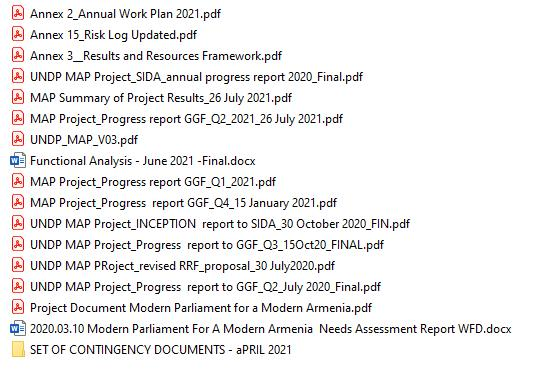 Annex 2_Annual Work Plan 2021.pdf
Annex 15_Risk Log Updated.pdf
Annex 3__Results and Resources Framework.pdf
UNDP MAP Project_SIDA_annual progress report 2020_Final.pdf
MAP Summary of Project Results_26 July 2021.pdf
MAP Project_Progress report GGF_Q2_2021_26 July 2021.pdf
UNDP_MAP_V03.pdf
Functional Analysis - June 2021 -Final.docx
MAP Project_Progress report GGF_Q1_2021.pdf
MAP Project_Progress  report GGF_Q4_15 January 2021.pdf
UNDP MAP Project_INCEPTION  report to SIDA_30 October 2020_FIN.pdf
UNDP MAP Project_Progress  report to GGF_Q3_15Oct20_FINAL.pdf
UNDP MAP PRoject_revised RRF_proposal_30 July2020.pdf
UNDP MAP Project_Progress  report to GGF_Q2_July 2020_Final.pdf
Project Document Modern Parliament for a Modern Armenia.pdf
2020.03.10 Modern Parliament For A Modern Armenia  Needs Assessment Report WFD.docx
SET OF CONTINGENCY DOCUMENTS - aPRIL 2021